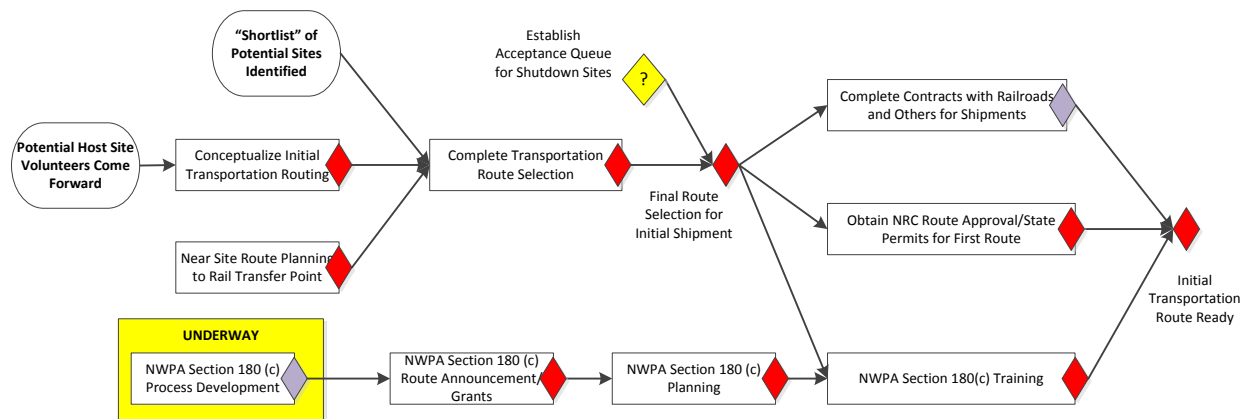 “Shortlist” of
Potential Sites
Identified
Establish
Acceptance Queue
for Shutdown Sites
?
Complete Contracts with Railroads
and Others for Shipments
Potential Host Site
Volunteers Come
Forward
Conceptualize Initial
Transportation Routing
Complete Transportation
Route Selection
Final Route
Selection for
Initial Shipment
Obtain NRC Route Approval/State
Permits for First Route
Near Site Route Planning
to Rail Transfer Point
Initial
Transportation
Route Ready
UNDERWAY
NWPA Section 180 (c)
Process Development
NWPA Section 180 (c)
Route Announcement/
Grants
NWPA Section 180 (c)
Planning
NWPA Section 180(c) Training